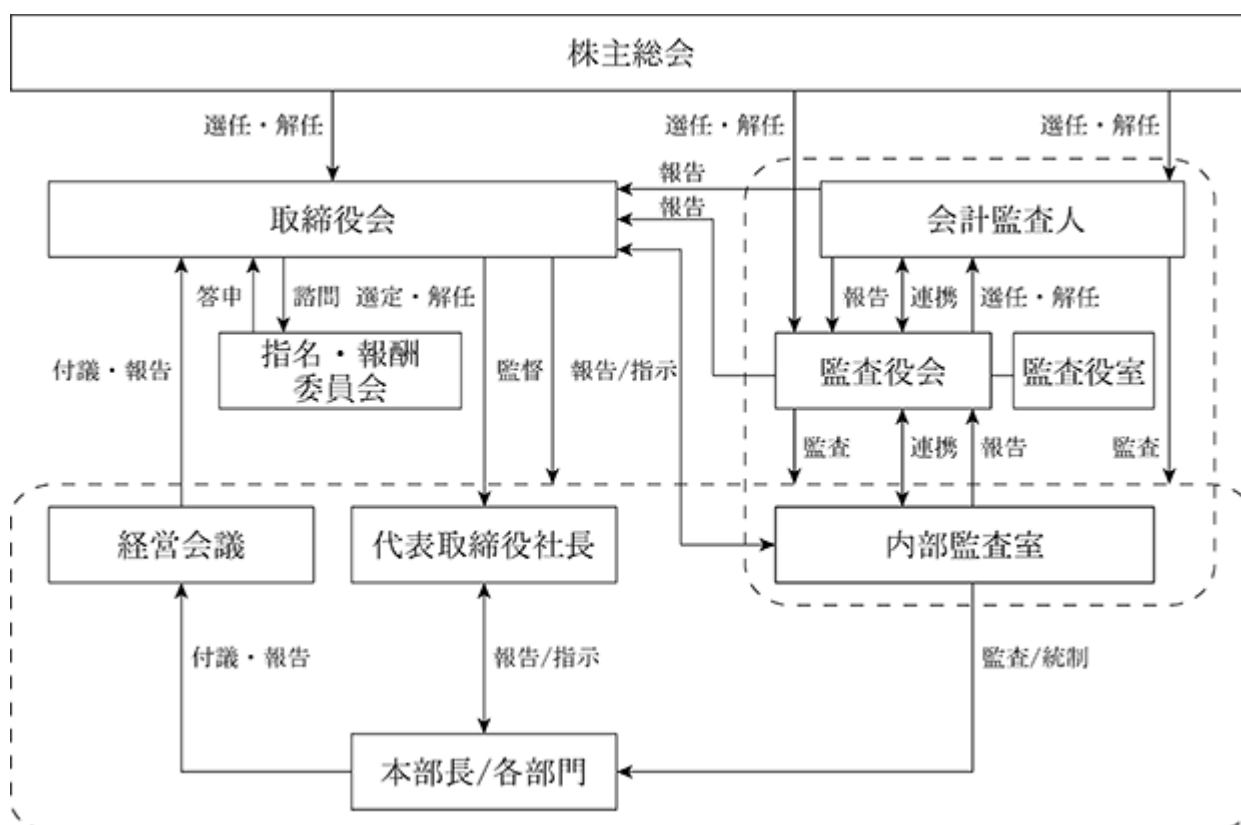 株主総会
選任・解任
選任・解任
選任・解任
報告
取締役会
報告
会計監査人
答申
諮問
選定・解任
報告
連携
選任・解任
付議・報告
指名・報酬
委員会
監督
報告/指示
監査役会
監査役室
監査
連携
報告
監査
経営会議
代表取締役社長
内部監査室
付議・報告
報告/指示
監査/統制
本部長/各部門